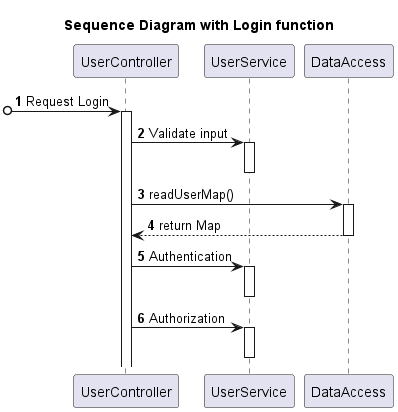 Sequence Diagram with Login function
UserController UserService DataAccess
1 Request Login
2 Validate input
3 readUserMap()
4 return Map
5 Authentication
6 Authorization
UserController UserService DataAccess